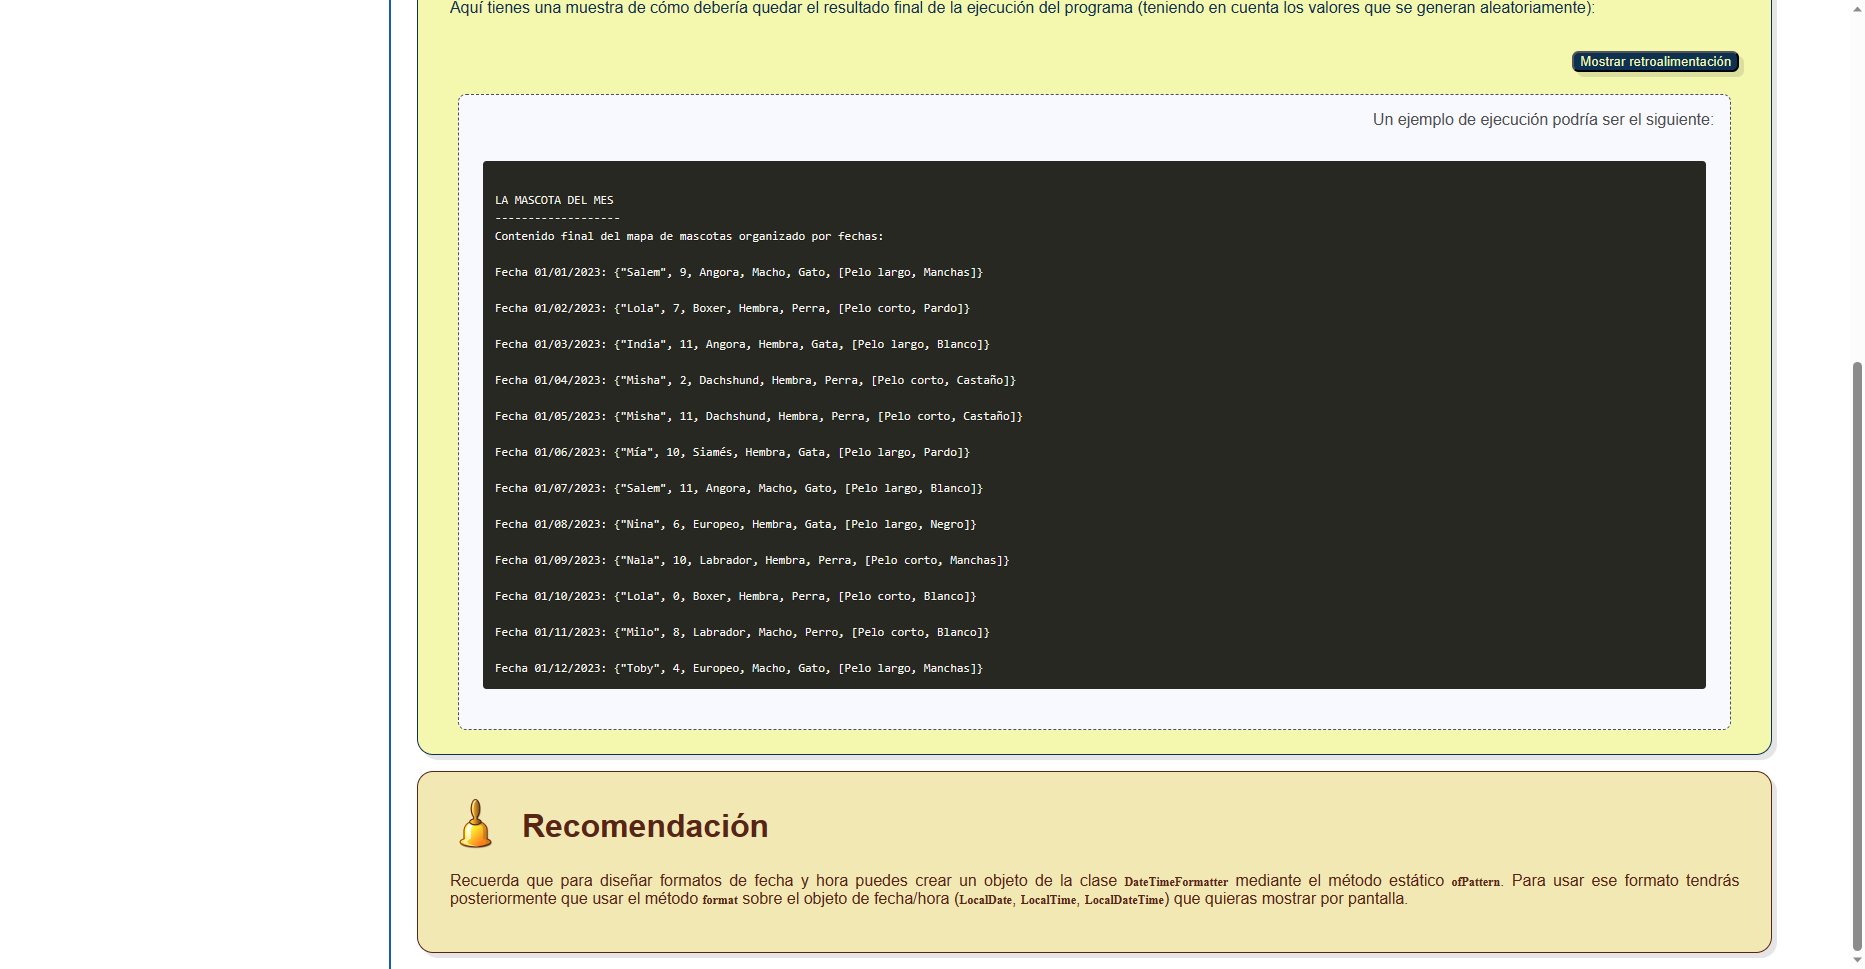 Aquí tienes una muestra de cómo debería quedar el resultado final de la ejecución del programa (teniendo en cuenta los valores que se generan aleatoriamente):
Mostrar retroalimentación
Un ejemplo de ejecución podría ser el siguiente:
LA MASCOTA DEL MES
-------------------
Contenido final del mapa de mascotas organizado por fechas:
Fecha 01/01/2023: {"Salem", 9, Angora, Macho, Gato, [Pelo largo, Manchas]}
Fecha 01/02/2023: {"Lola", 7, Boxer, Hembra, Perra, [Pelo corto, Pardo]}
Fecha 01/03/2023: {"India", 11, Angora, Hembra, Gata, [Pelo largo, Blanco]}
Fecha 01/04/2023: {"Misha", 2, Dachshund, Hembra, Perra, [Pelo corto, Castaño]}
Fecha 01/05/2023: {"Misha", 11, Dachshund, Hembra, Perra, [Pelo corto, Castaño]}
Fecha 01/06/2023: {"Mía", 10, Siamés, Hembra, Gata, [Pelo largo, Pardo]}
Fecha 01/07/2023: {"Salem", 11, Angora, Macho, Gato, [Pelo largo, Blanco]}
Fecha 01/08/2023: {"Nina", 6, Europeo, Hembra, Gata, [Pelo largo, Negro]}
Fecha 01/09/2023: {"Nala", 10, Labrador, Hembra, Perra, [Pelo corto, Manchas]}
Fecha 01/10/2023: {"Lola", 0, Boxer, Hembra, Perra, [Pelo corto, Blanco]}
Fecha 01/11/2023: {"Milo", 8, Labrador, Macho, Perro, [Pelo corto, Blanco]}
Fecha 01/12/2023: {"Toby", 4, Europeo, Macho, Gato, [Pelo largo, Manchas]}
Recomendación
Recuerda que para diseñar formatos de fecha y hora puedes crear un objeto de la clase DateTimeFormatter mediante el método estático ofPattern. Para usar ese formato tendrás
posteriormente que usar el método format sobre el objeto de fecha/hora (LocalDate, LocalTime, LocalDateTime) que quieras mostrar por pantalla.